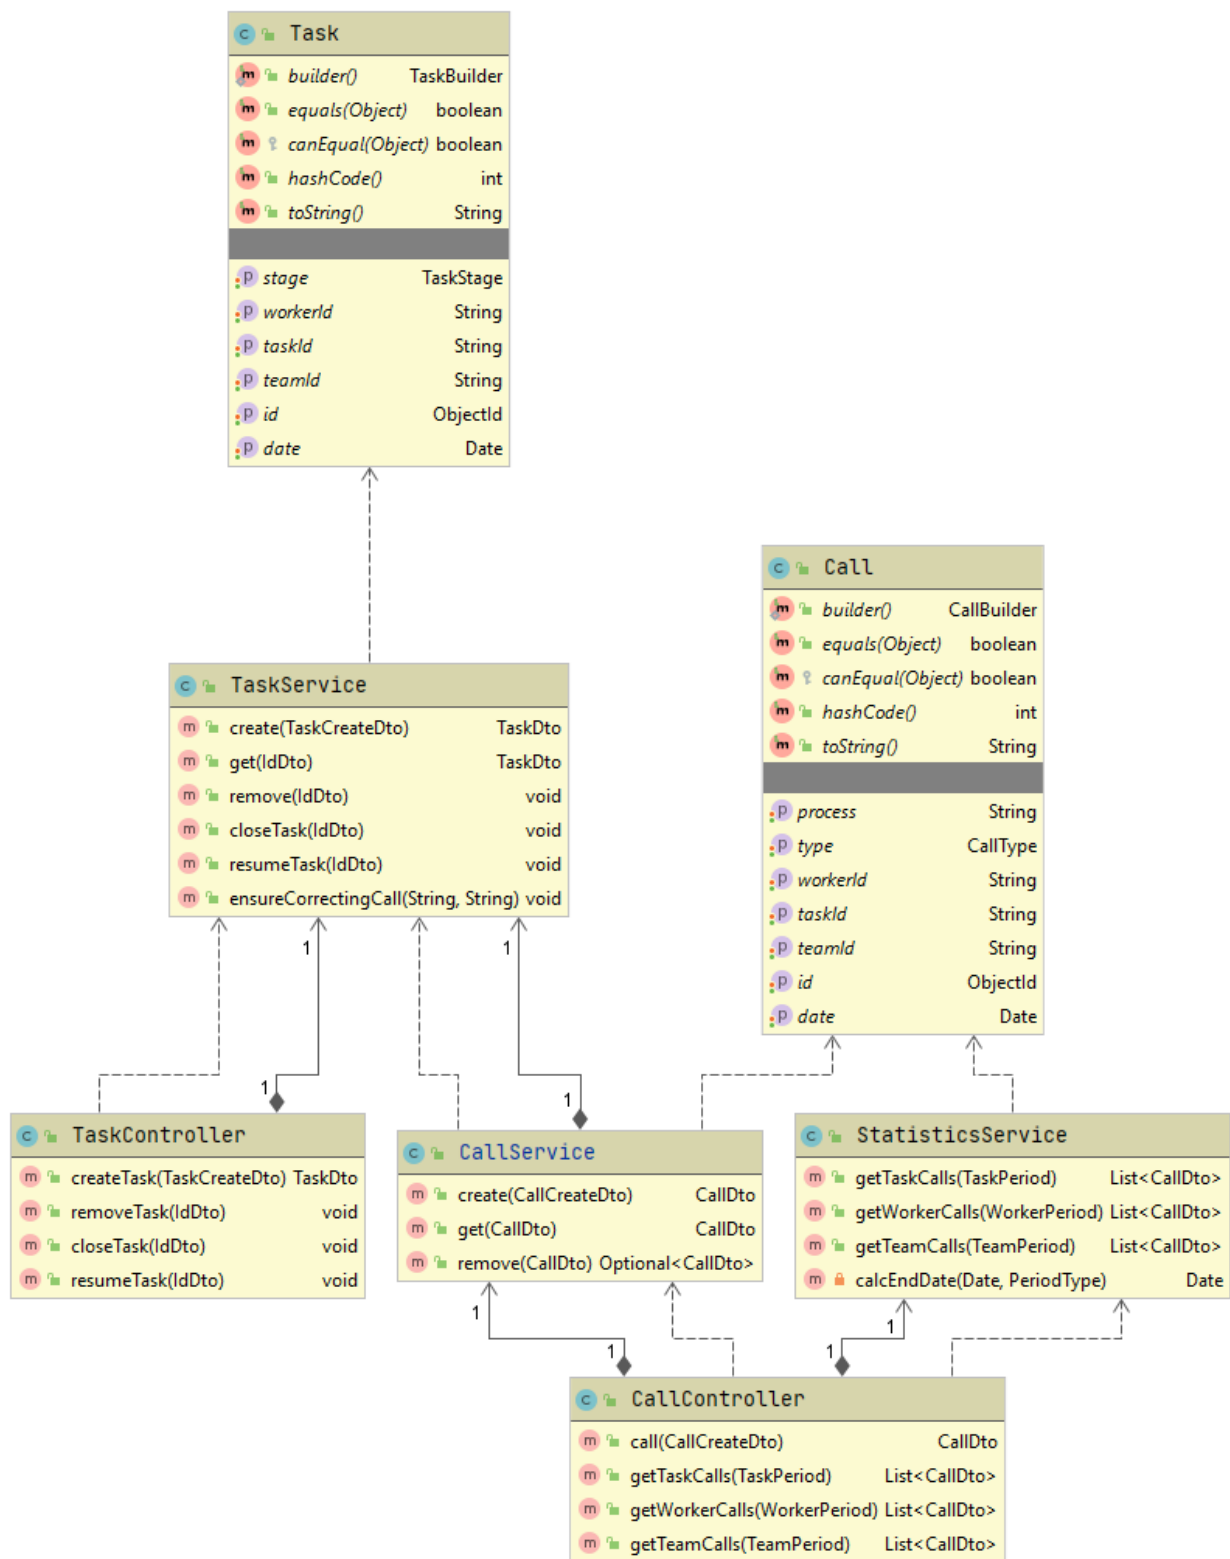 Task
builder() TaskBuilder
equals(Object) boolean
canEqual(Object) boolean
hashCode() int
toString() String
stage TaskStage
workerId String
taskId String
teamId String
id ObjectId
date Date
Call
builder() CallBuilder
equals(Object) boolean
canEqual(Object) boolean
hashCode() int
toString() String
process String
type CallType
workerId String
taskId String
teamId String
id ObjectId
date Date
TaskService
create(TaskCreateDto) TaskDto
get(IdDto) TaskDto
remove(IdDto) void
closeTask(IdDto) void
resumeTask(IdDto) void
ensureCorrectingCall(String, String) void
1
1
1
1
TaskController
createTask(TaskCreateDto) TaskDto
removeTask(IdDto) void
closeTask(IdDto) void
resumeTask(IdDto) void
CallService
create(CallCreateDto) CallDto
get(CallDto) CallDto
remove(CallDto) Optional<CallDto>
StatisticsService
getTaskCalls(TaskPeriod) List<CallDto>
getWorkerCalls(WorkerPeriod) List<CallDto>
getTeamCalls(TeamPeriod) List<CallDto>
calcEndDate(Date, PeriodType) Date
1
1
1
1
CallController
call(CallCreateDto) CallDto
getTaskCalls(TaskPeriod) List<CallDto>
getWorkerCalls(WorkerPeriod) List<CallDto>
getTeamCalls(TeamPeriod) List<CallDto>